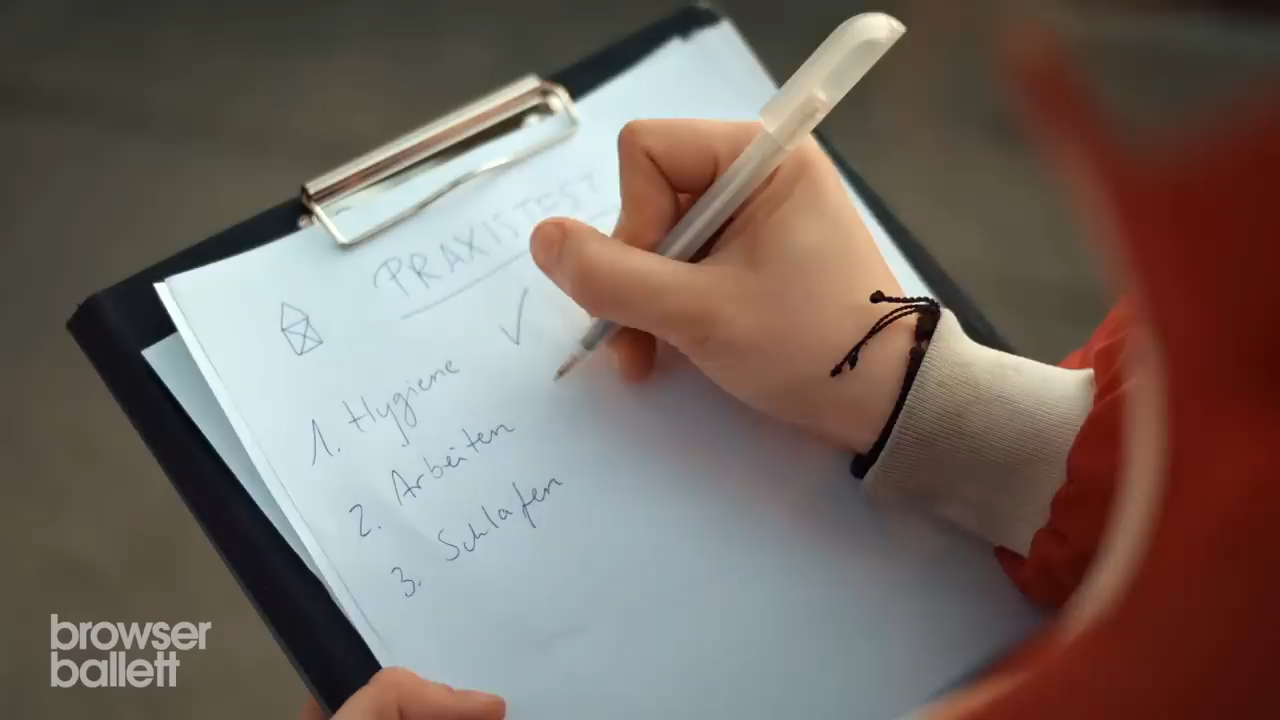 PRAXISTEST
1. Hygiene ✓
2. Arbeiten
3. Schlafen
browser
ballett